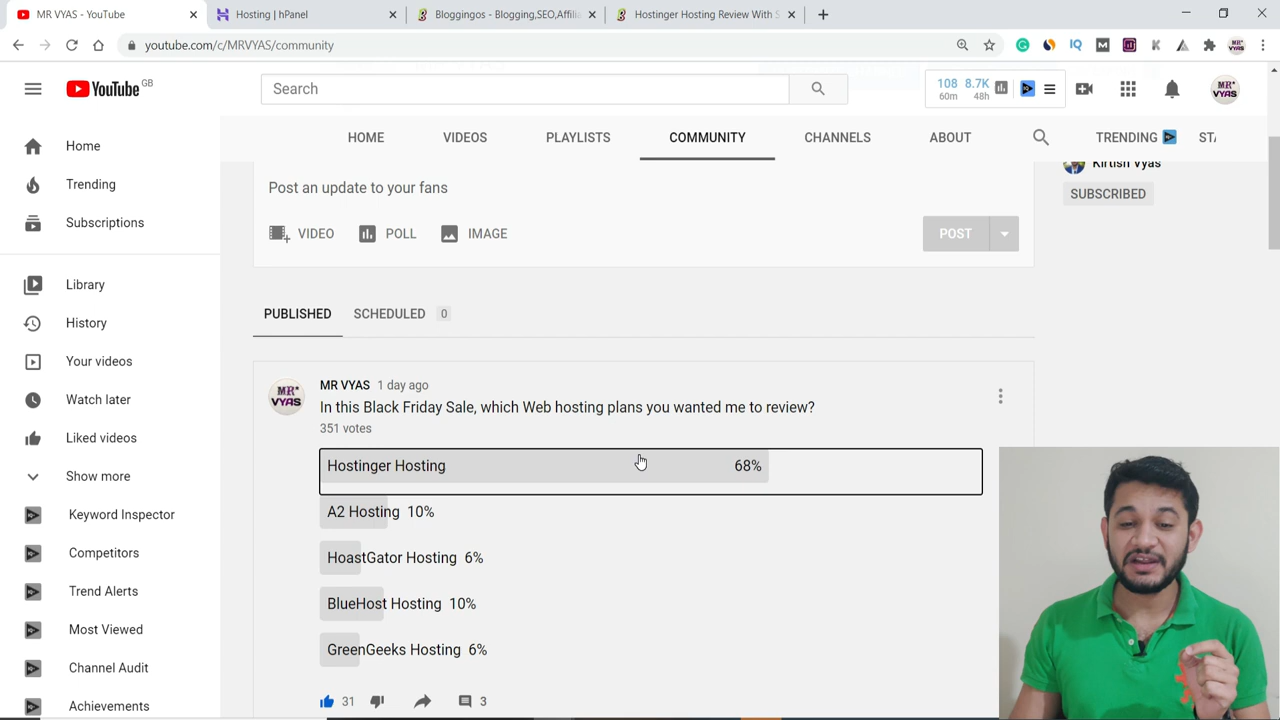 MR VYAS - YouTube
Hosting | hPanel
Bloggingos - Blogging,SEO,Affili
Hostinger Hosting Review With S
youtube.com/c/MRVYAS/community
YouTube GB
Search
108 8.7K
60m 48h
HOME VIDEOS PLAYLISTS COMMUNITY CHANNELS ABOUT TRENDING STA
Home
Trending
Subscriptions
Library
History
Your videos
Watch later
Liked videos
Show more
Keyword Inspector
Competitors
Trend Alerts
Most Viewed
Channel Audit
Achievements
Post an update to your fans
VIDEO POLL IMAGE
POST
Kirtish Vyas
SUBSCRIBED
PUBLISHED SCHEDULED 0
MR VYAS
MR VYAS 1 day ago
In this Black Friday Sale, which Web hosting plans you wanted me to review?
351 votes
Hostinger Hosting 68%
A2 Hosting 10%
HoastGator Hosting 6%
BlueHost Hosting 10%
GreenGeeks Hosting 6%
31 3